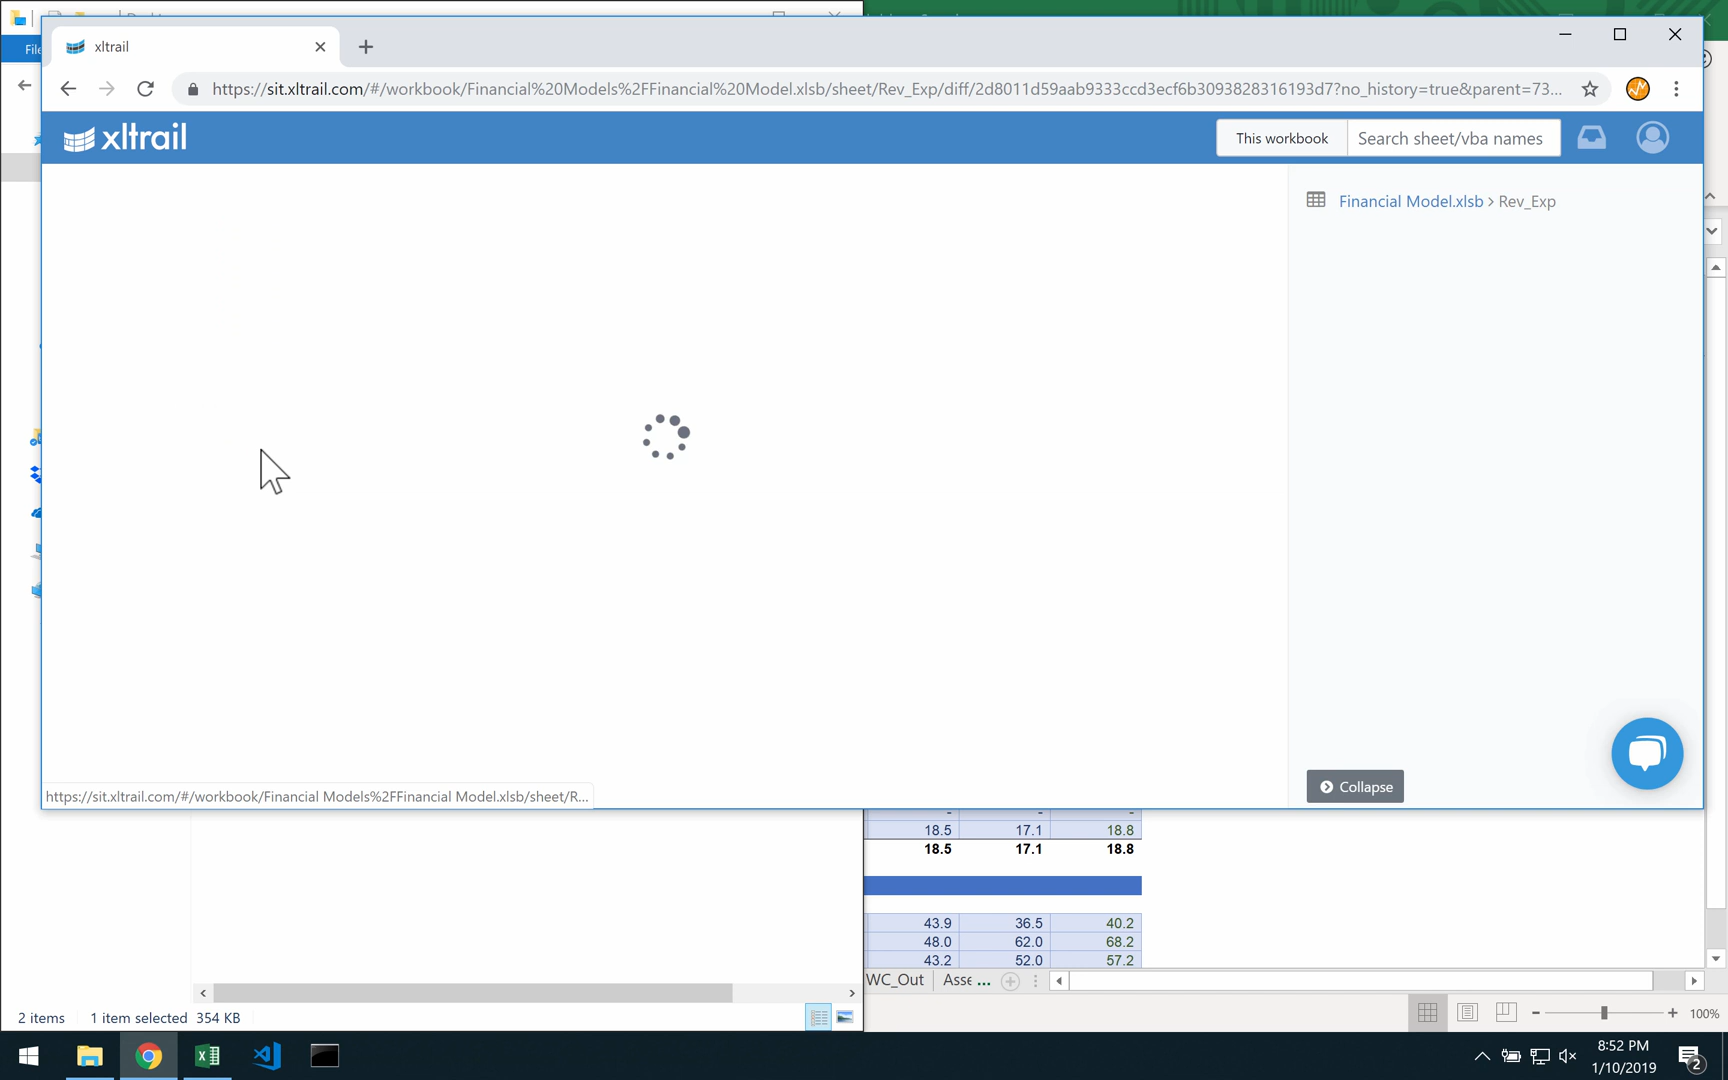 File
xltrail
https://sit.xltrail.com/#/workbook/Financial%20Models%2FFinancial%20Model.xlsb/sheet/Rev_Exp/diff/2d8011d59aab9333ccd3ecf6b3093828316193d7?no_history=true&parent=73...
xltrail
This workbook
Search sheet/vba names
Financial Model.xlsb > Rev_Exp
Collapse
https://sit.xltrail.com/#/workbook/Financial Models%2FFinancial Model.xlsb/sheet/R...
- - -
18.5 17.1 18.8
18.5 17.1 18.8
43.9 36.5 40.2
48.0 62.0 68.2
43.2 52.0 57.2
WC_Out Asse ...
2 items 1 item selected 354 KB
100%
8:52 PM
1/10/2019
2